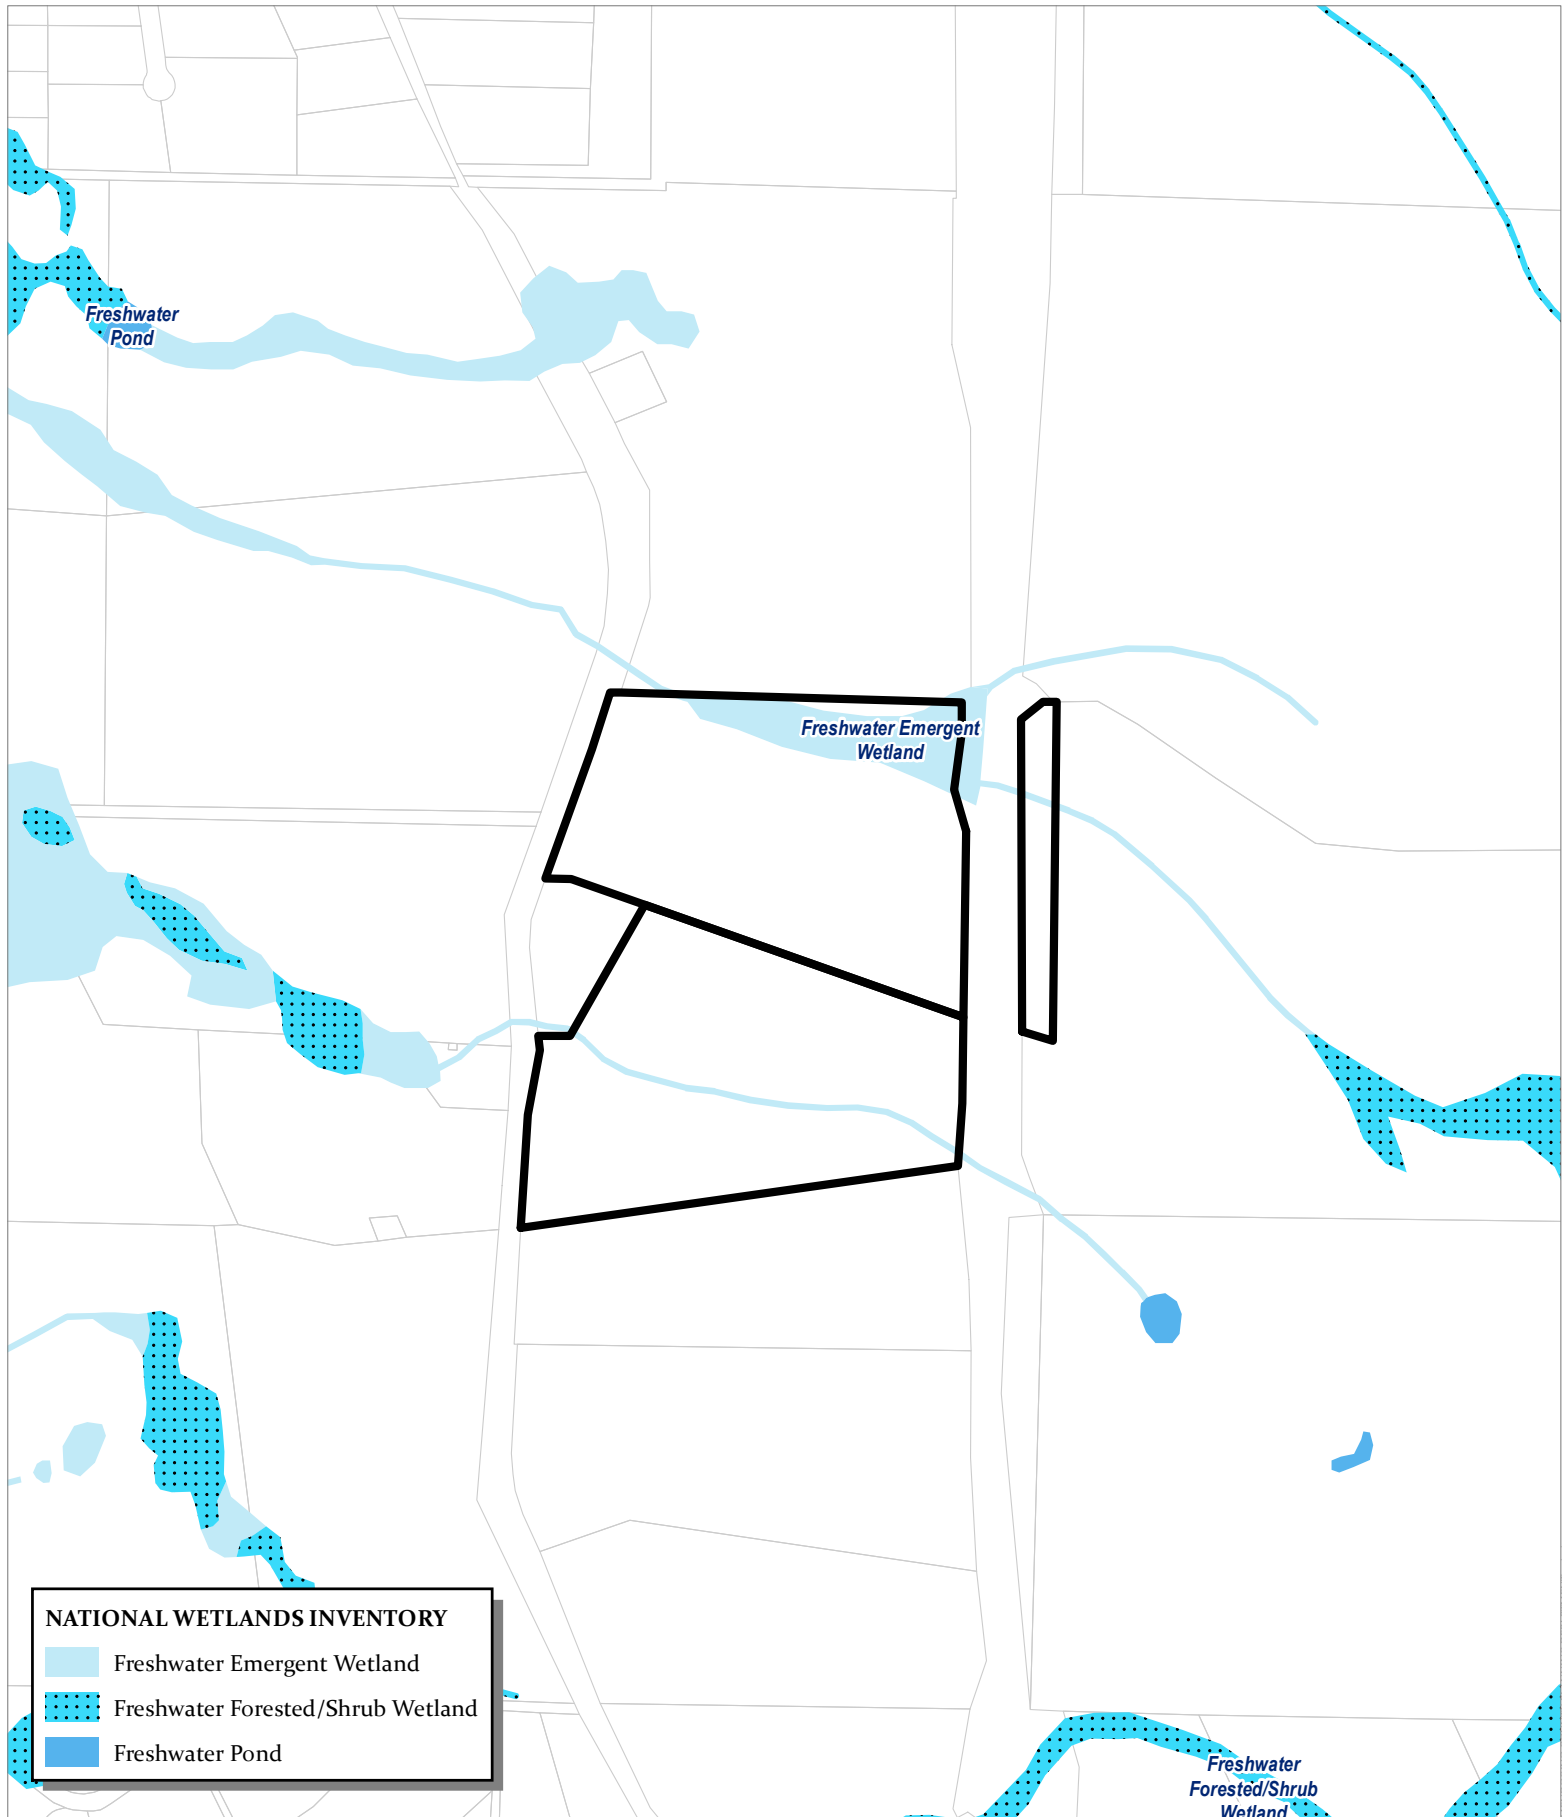 Freshwater
Pond
Freshwater Emergent
Wetland
NATIONAL WETLANDS INVENTORY
Freshwater Emergent Wetland
Freshwater Forested/Shrub Wetland
Freshwater Pond
Freshwater
Forested/Shrub
Wetland